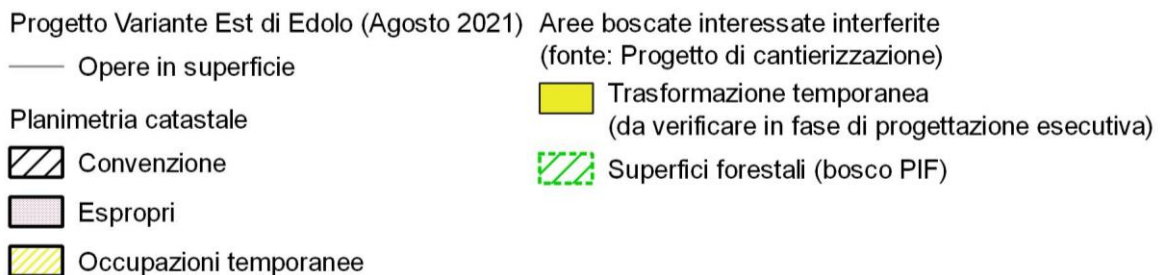 Progetto Variante Est di Edolo (Agosto 2021)
Opere in superficie
Planimetria catastale
Convenzione
Espropri
Occupazioni temporanee
Aree boscate interessate interferite
(fonte: Progetto di cantierizzazione)
Trasformazione temporanea
(da verificare in fase di progettazione esecutiva)
Superfici forestali (bosco PIF)